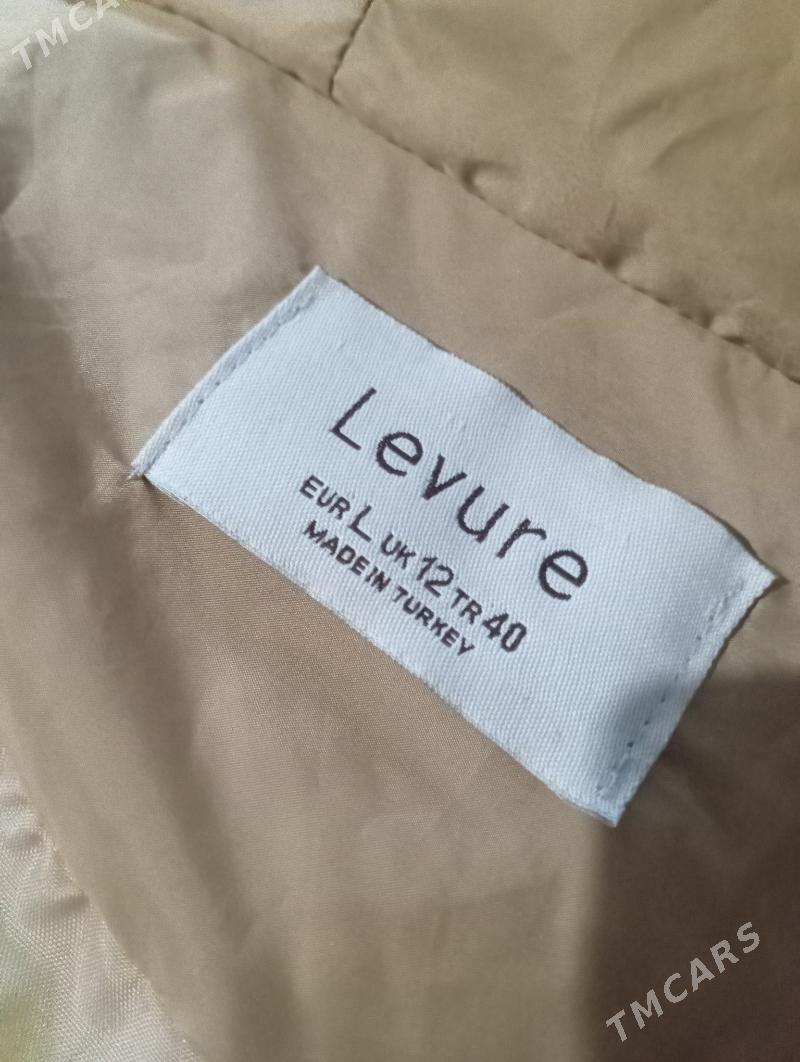 TMCARS
Levure
EUR L UK 12 TR 40
MADE IN TURKEY
TMCARS